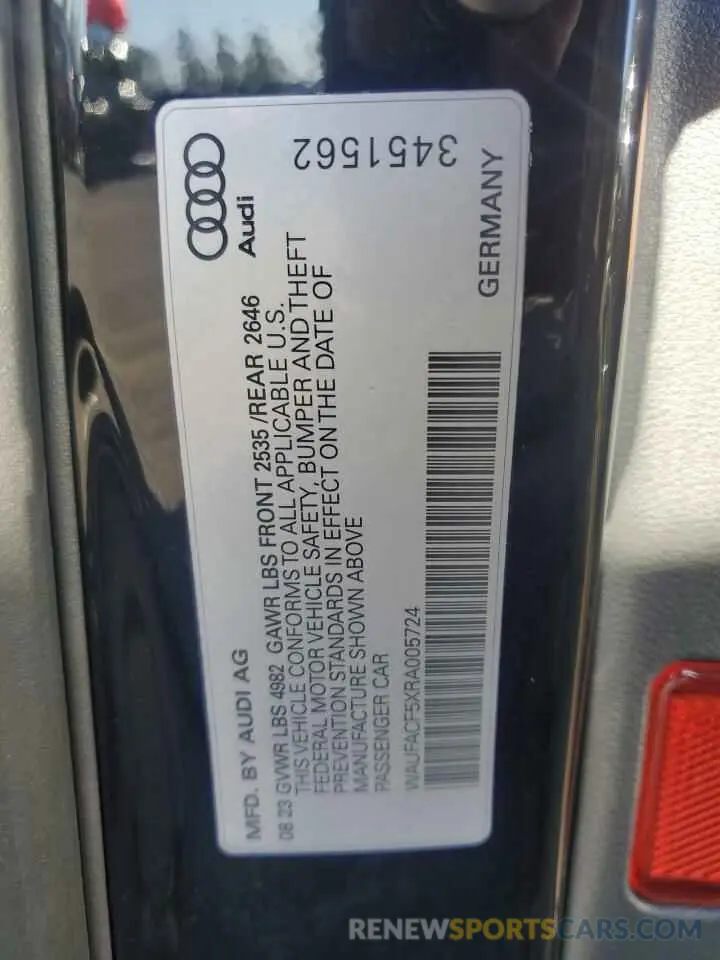 MFD. BY AUDI AG
08 23 GVWR LBS 4982 GAWR LBS FRONT 2535 /REAR 2646
THIS VEHICLE CONFORMS TO ALL APPLICABLE U.S.
FEDERAL MOTOR VEHICLE SAFETY, BUMPER AND THEFT
PREVENTION STANDARDS IN EFFECT ON THE DATE OF
MANUFACTURE SHOWN ABOVE
PASSENGER CAR
WAUFACF5XRA005724
Audi
3451562
GERMANY
RENEWSPORTSCARS.COM